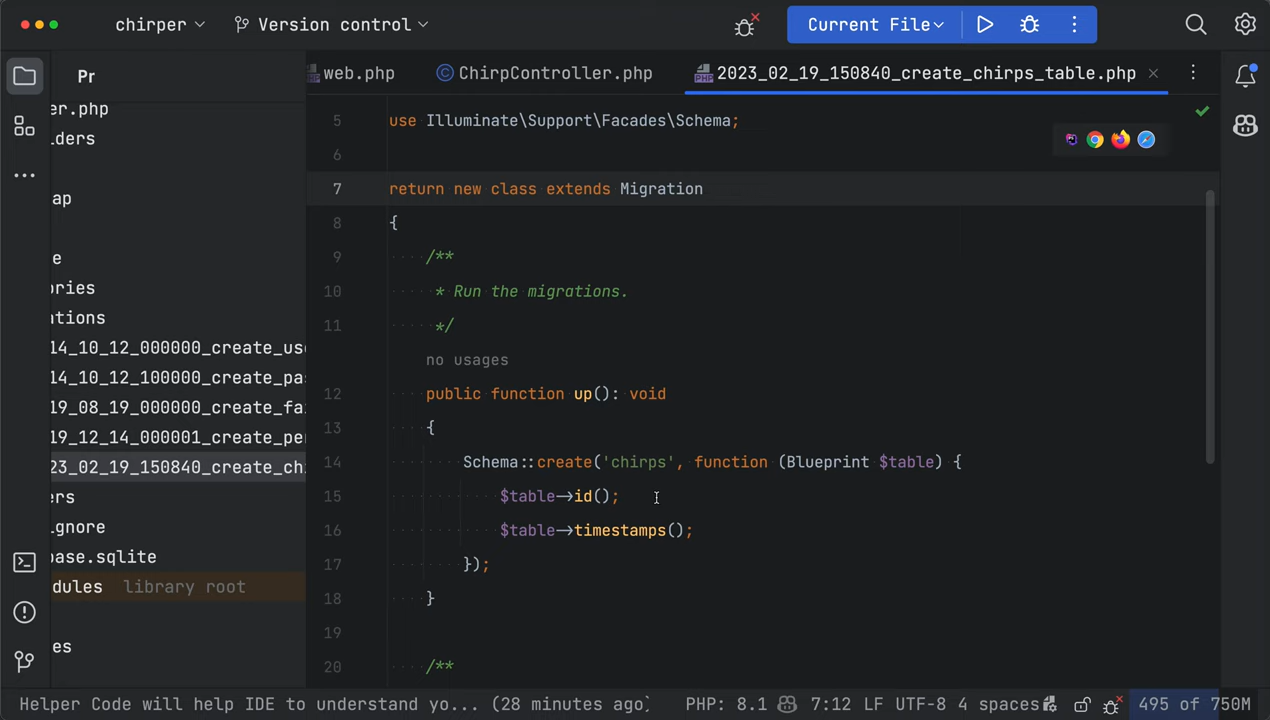 chirper
Version control
Current File
Pr
web.php
ChirpController.php
2023_02_19_150840_create_chirps_table.php
er.php
ders
ap
e
ories
ations
14_10_12_000000_create_us
14_10_12_100000_create_pa
19_08_19_000000_create_fa
19_12_14_000001_create_pe
23_02_19_150840_create_ch
ers
ignore
base.sqlite
dules library root
es
5 use Illuminate\Support\Facades\Schema;
6
7 return new class extends Migration
8 {
9 /**
10 * Run the migrations.
11 */
no usages
12 public function up(): void
13 {
14 Schema::create('chirps', function (Blueprint $table) {
15 $table->id();
16 $table->timestamps();
17 });
18 }
19
20 /**
Helper Code will help IDE to understand yo... (28 minutes ago) PHP: 8.1 7:12 LF UTF-8 4 spaces 495 of 750M